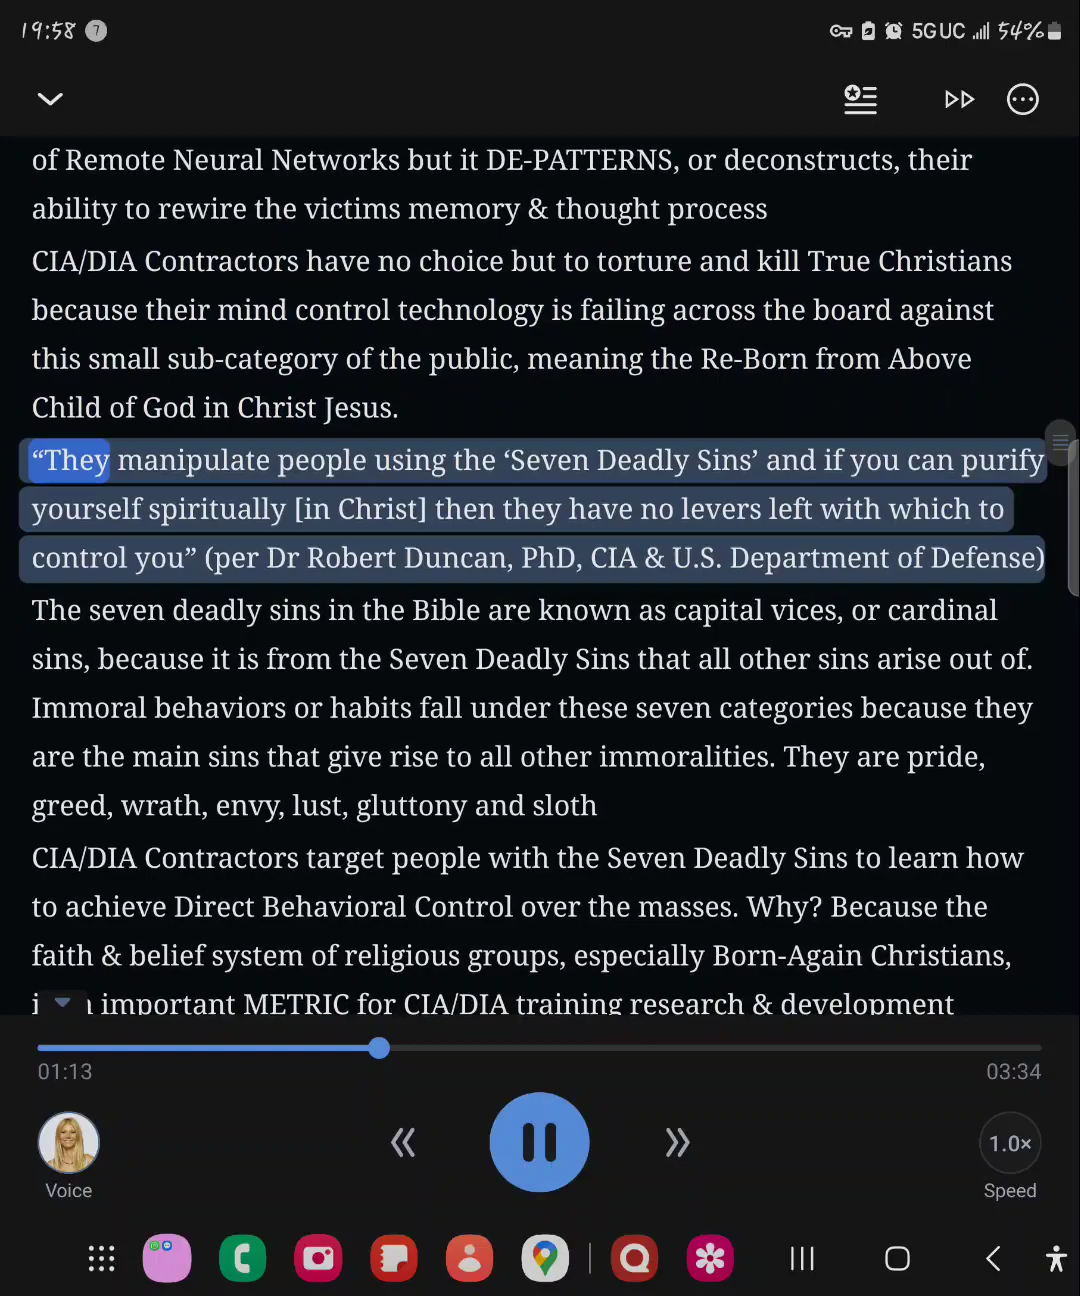 19:58 7 5GUC 54%
of Remote Neural Networks but it DE-PATTERNS, or deconstructs, their
ability to rewire the victims memory & thought process
CIA/DIA Contractors have no choice but to torture and kill True Christians
because their mind control technology is failing across the board against
this small sub-category of the public, meaning the Re-Born from Above
Child of God in Christ Jesus.
“They manipulate people using the ‘Seven Deadly Sins’ and if you can purify
yourself spiritually [in Christ] then they have no levers left with which to
control you” (per Dr Robert Duncan, PhD, CIA & U.S. Department of Defense)
The seven deadly sins in the Bible are known as capital vices, or cardinal
sins, because it is from the Seven Deadly Sins that all other sins arise out of.
Immoral behaviors or habits fall under these seven categories because they
are the main sins that give rise to all other immoralities. They are pride,
greed, wrath, envy, lust, gluttony and sloth
CIA/DIA Contractors target people with the Seven Deadly Sins to learn how
to achieve Direct Behavioral Control over the masses. Why? Because the
faith & belief system of religious groups, especially Born-Again Christians,
important METRIC for CIA/DIA training research & development
01:13 03:34
1.0×
Voice Speed